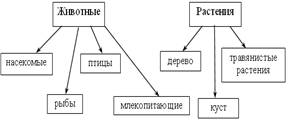 Животные
Растения
насекомые
птицы
рыбы
млекопитающие
дерево
травянистые
растения
куст